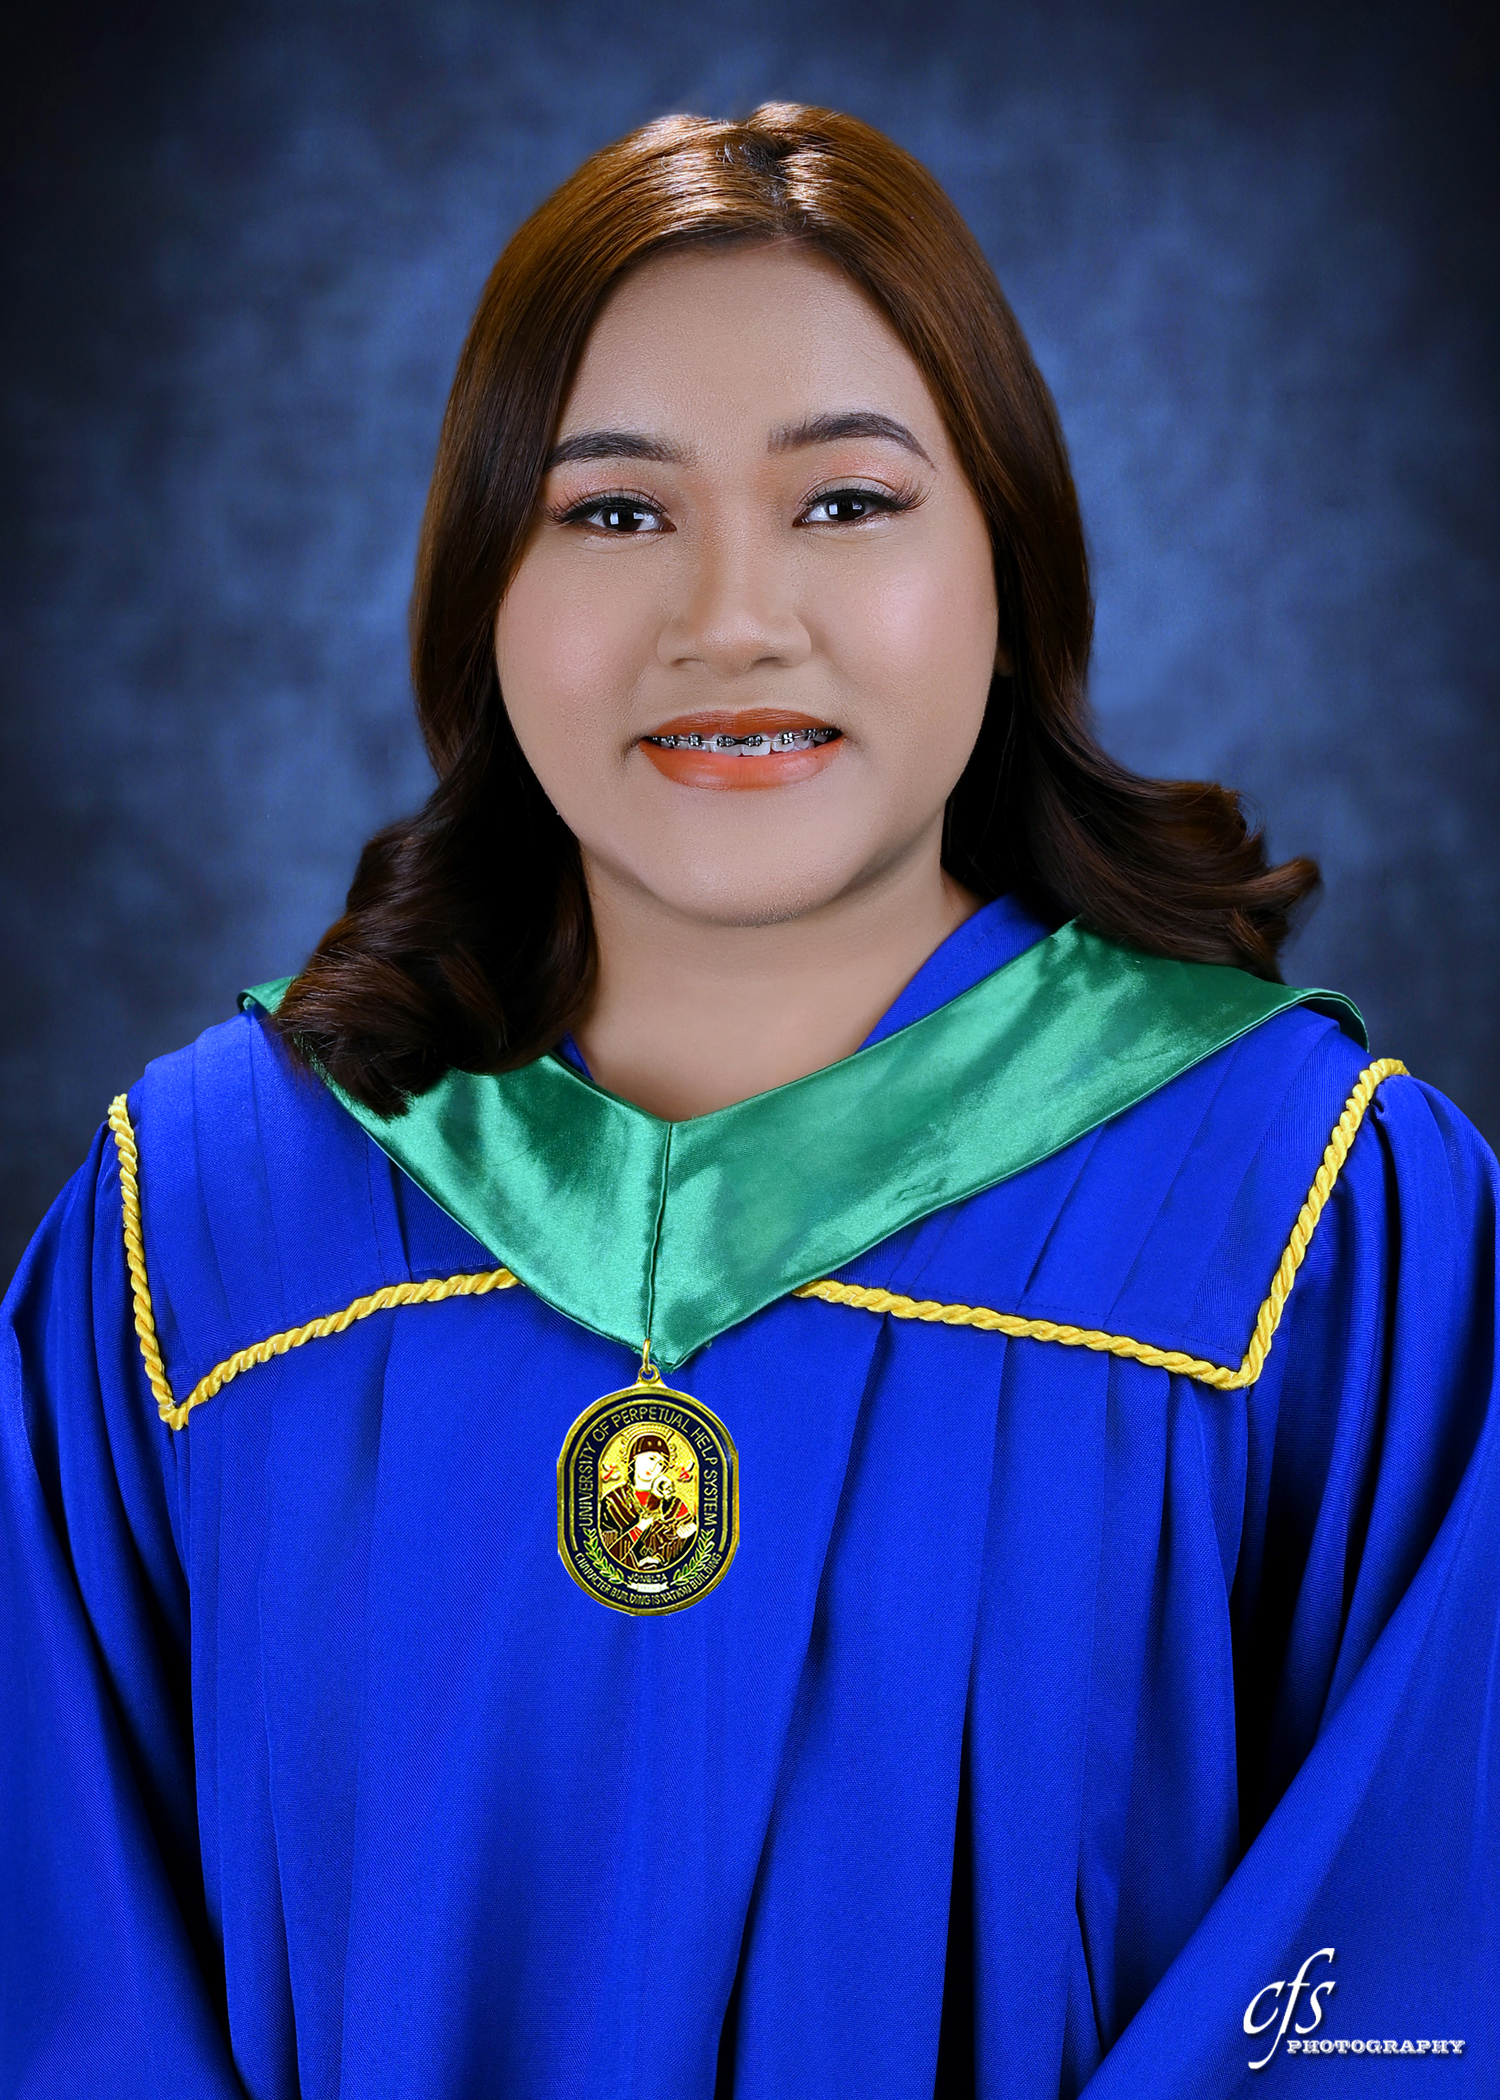 UNIVERSITY OF PERPETUAL HELP SYSTEM
JONELTA
CHARACTER BUILDING IS NATION BUILDING
cfs
PHOTOGRAPHY